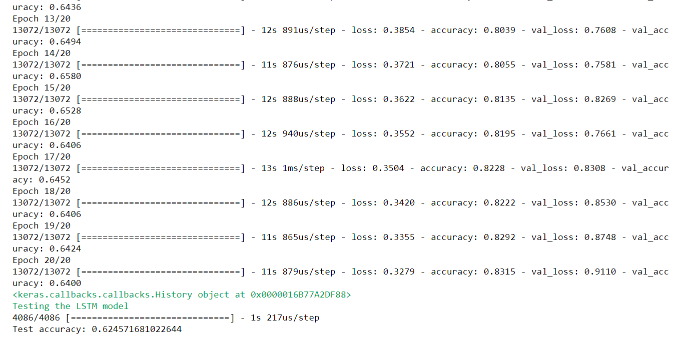 uracy: 0.6436
Epoch 13/20
13072/13072 [==============================] - 12s 891us/step - loss: 0.3854 - accuracy: 0.8039 - val_loss: 0.7608 - val_acc
uracy: 0.6494
Epoch 14/20
13072/13072 [==============================] - 11s 876us/step - loss: 0.3721 - accuracy: 0.8055 - val_loss: 0.7581 - val_acc
uracy: 0.6580
Epoch 15/20
13072/13072 [==============================] - 12s 888us/step - loss: 0.3622 - accuracy: 0.8135 - val_loss: 0.8269 - val_acc
uracy: 0.6528
Epoch 16/20
13072/13072 [==============================] - 12s 940us/step - loss: 0.3552 - accuracy: 0.8195 - val_loss: 0.7661 - val_acc
uracy: 0.6406
Epoch 17/20
13072/13072 [==============================] - 13s 1ms/step - loss: 0.3504 - accuracy: 0.8228 - val_loss: 0.8308 - val_accur
acy: 0.6452
Epoch 18/20
13072/13072 [==============================] - 12s 886us/step - loss: 0.3420 - accuracy: 0.8222 - val_loss: 0.8530 - val_acc
uracy: 0.6406
Epoch 19/20
13072/13072 [==============================] - 11s 865us/step - loss: 0.3355 - accuracy: 0.8292 - val_loss: 0.8748 - val_acc
uracy: 0.6424
Epoch 20/20
13072/13072 [==============================] - 11s 879us/step - loss: 0.3279 - accuracy: 0.8315 - val_loss: 0.9110 - val_acc
uracy: 0.6400
<keras.callbacks.callbacks.History object at 0x0000016B77A2DF88>
Testing the LSTM model
4086/4086 [==============================] - 1s 217us/step
Test accuracy: 0.624571681022644